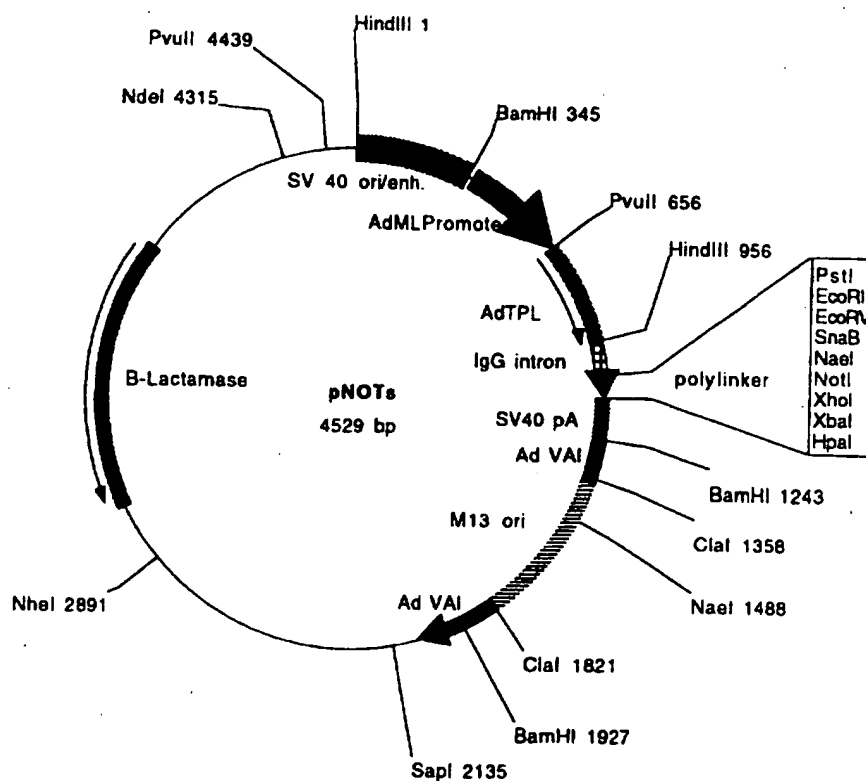 HindIII 1
PvuII 4439
NdeI 4315
BamHI 345
SV 40 ori/enh.
AdMLPromote
PvuII 656
HindIII 956
PstI
EcoRI
EcoRV
SnaB
NaeI
NotI
XhoI
XbaI
HpaI
AdTPL
IgG intron
polylinker
B-Lactamase
pNOTs
4529 bp
SV40 pA
Ad VAI
BamHI 1243
M13 ori
ClaI 1358
NaeI 1488
NheI 2891
Ad VAI
ClaI 1821
BamHI 1927
SapI 2135